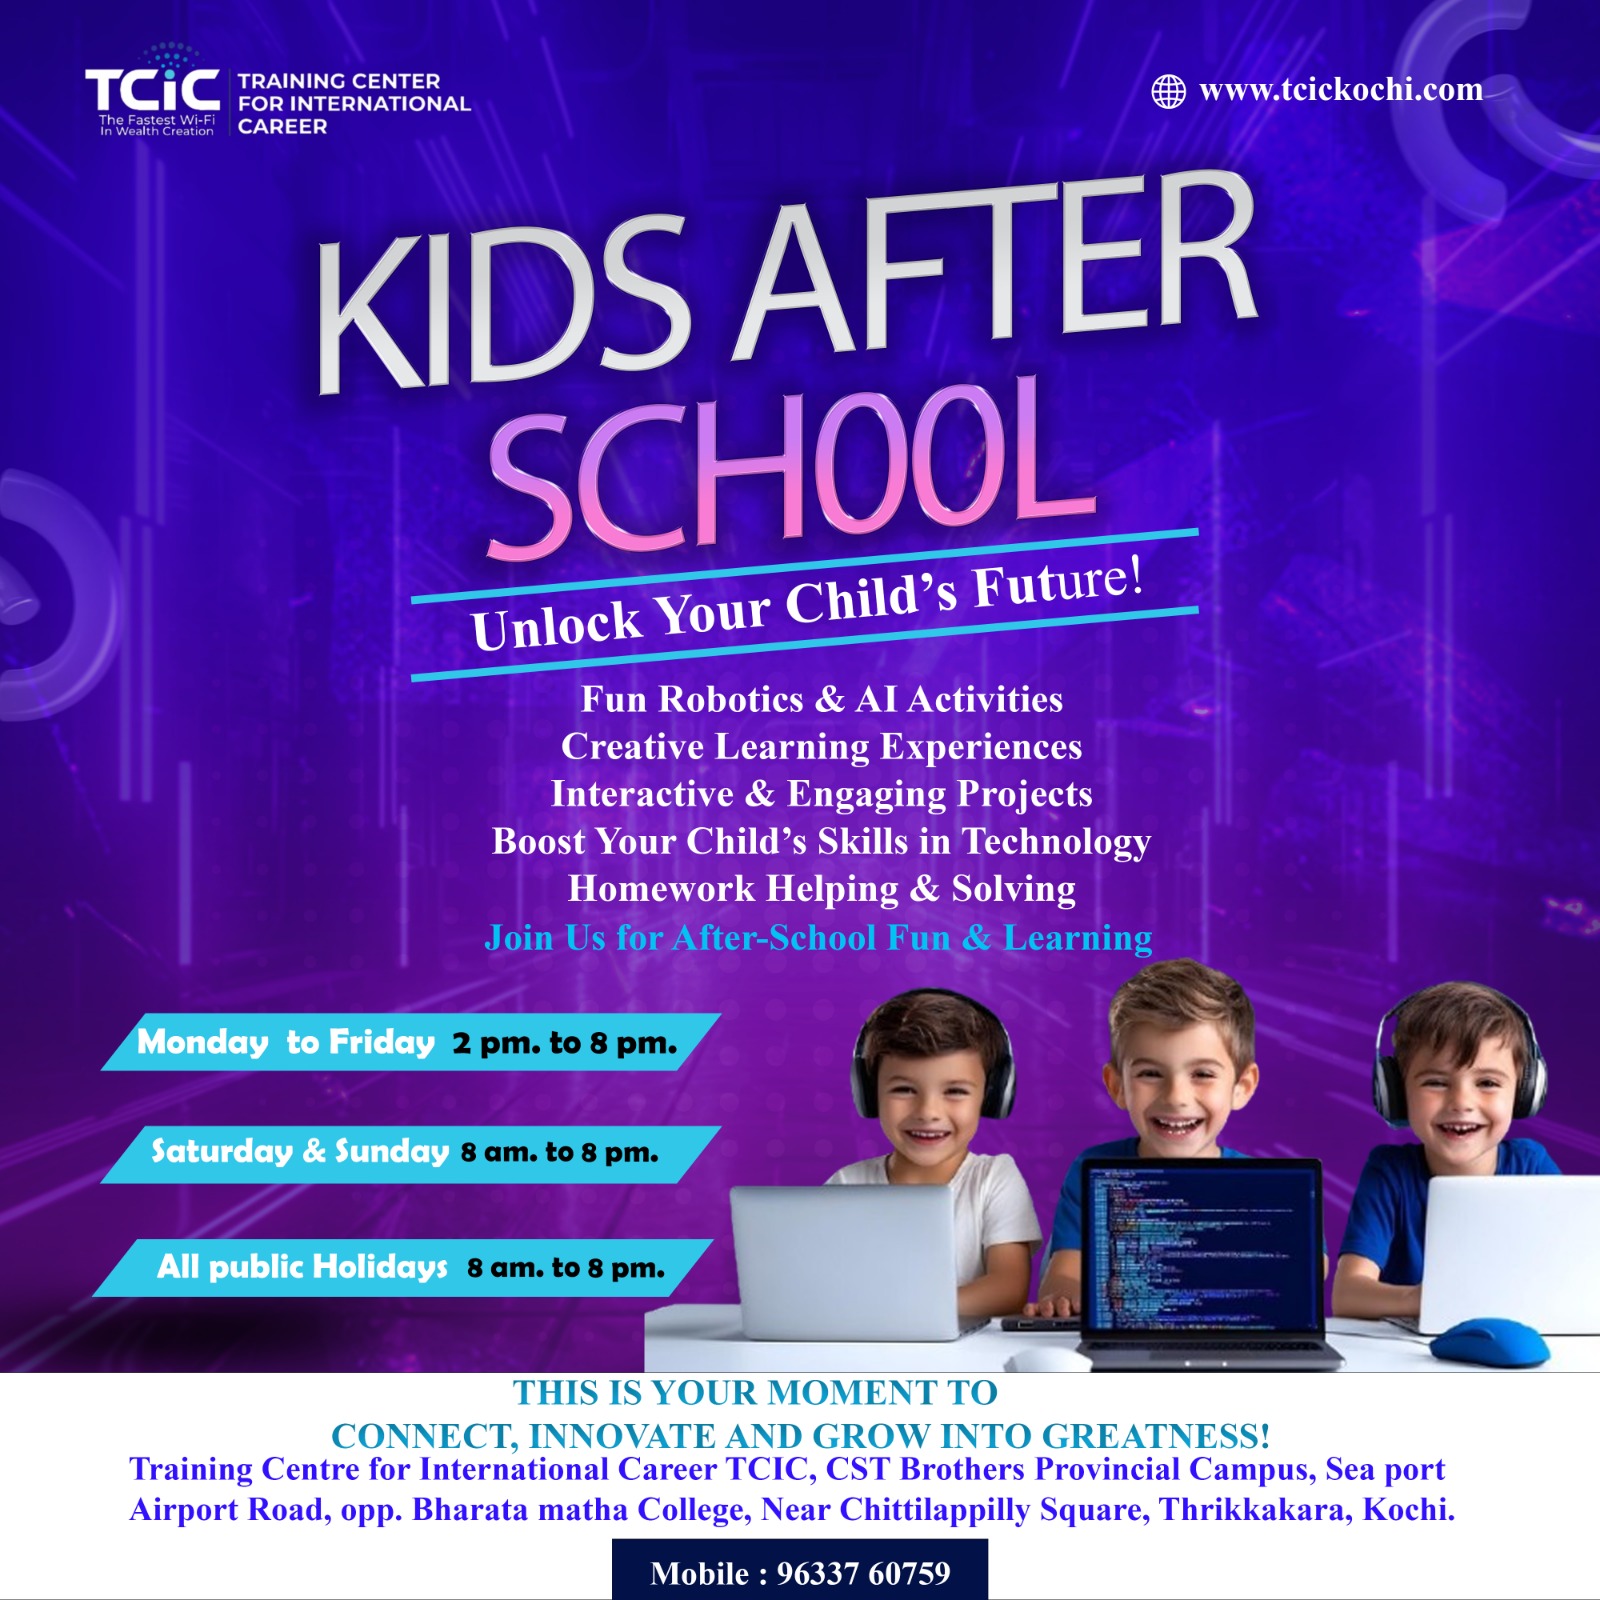 TCiC
The Fastest Wi-Fi
In Wealth Creation
TRAINING CENTER
FOR INTERNATIONAL
CAREER
www.tcickochi.com
KIDS AFTER
SCHOOL
Unlock Your Child's Future!
Fun Robotics & AI Activities
Creative Learning Experiences
Interactive & Engaging Projects
Boost Your Child's Skills in Technology
Homework Helping & Solving
Join Us for After-School Fun & Learning
Monday to Friday 2 pm. to 8 pm.
Saturday & Sunday 8 am. to 8 pm.
All public Holidays 8 am. to 8 pm.
THIS IS YOUR MOMENT TO
CONNECT, INNOVATE AND GROW INTO GREATNESS!
Training Centre for International Career TCIC, CST Brothers Provincial Campus, Sea port
Airport Road, opp. Bharata matha College, Near Chittilappilly Square, Thrikkakara, Kochi.
Mobile : 96337 60759